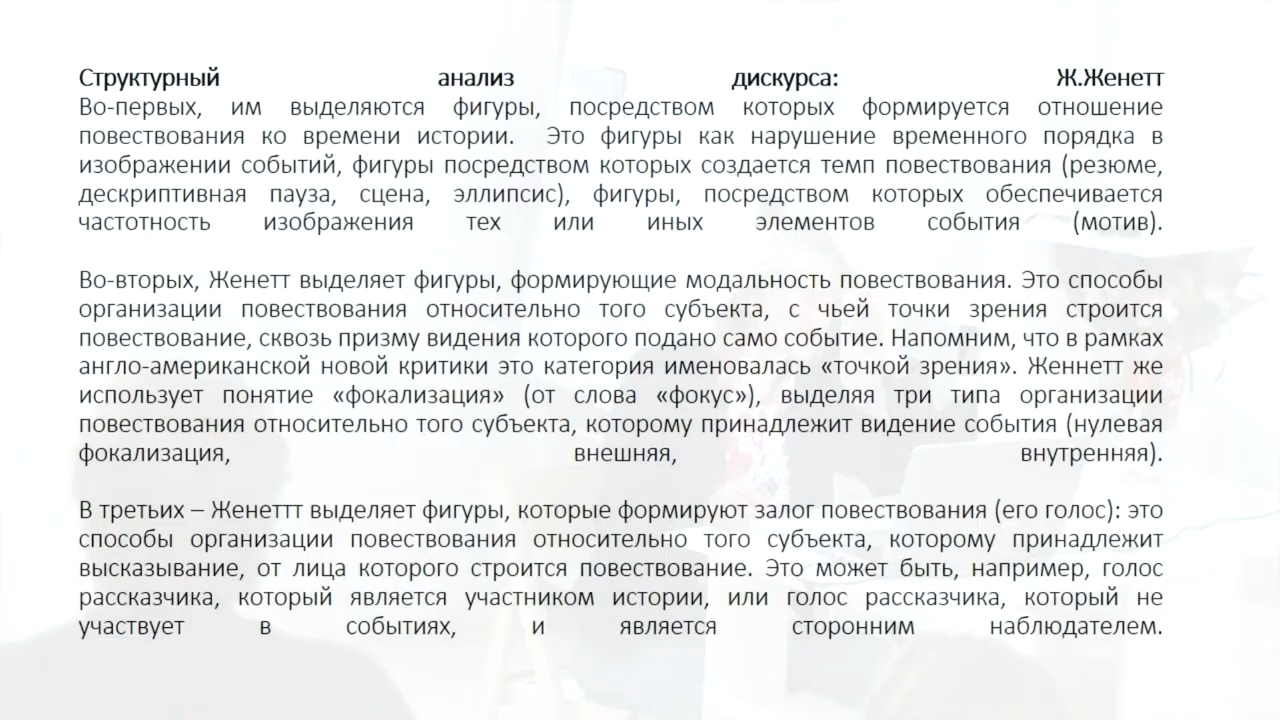 Структурный анализ дискурса: Ж.Женетт
Во-первых, им выделяются фигуры, посредством которых формируется отношение
повествования ко времени истории. Это фигуры как нарушение временного порядка в
изображении событий, фигуры посредством которых создается темп повествования (резюме,
дескриптивная пауза, сцена, эллипсис), фигуры, посредством которых обеспечивается
частотность изображения тех или иных элементов события (мотив).
Во-вторых, Женетт выделяет фигуры, формирующие модальность повествования. Это способы
организации повествования относительно того субъекта, с чьей точки зрения строится
повествование, сквозь призму видения которого подано само событие. Напомним, что в рамках
англо-американской новой критики это категория именовалась «точкой зрения». Женнетт же
использует понятие «фокализация» (от слова «фокус»), выделяя три типа организации
повествования относительно того субъекта, которому принадлежит видение события (нулевая
фокализация, внешняя, внутренняя).
В третьих – Женеттт выделяет фигуры, которые формируют залог повествования (его голос): это
способы организации повествования относительно того субъекта, которому принадлежит
высказывание, от лица которого строится повествование. Это может быть, например, голос
рассказчика, который является участником истории, или голос рассказчика, который не
участвует в событиях, и является сторонним наблюдателем.